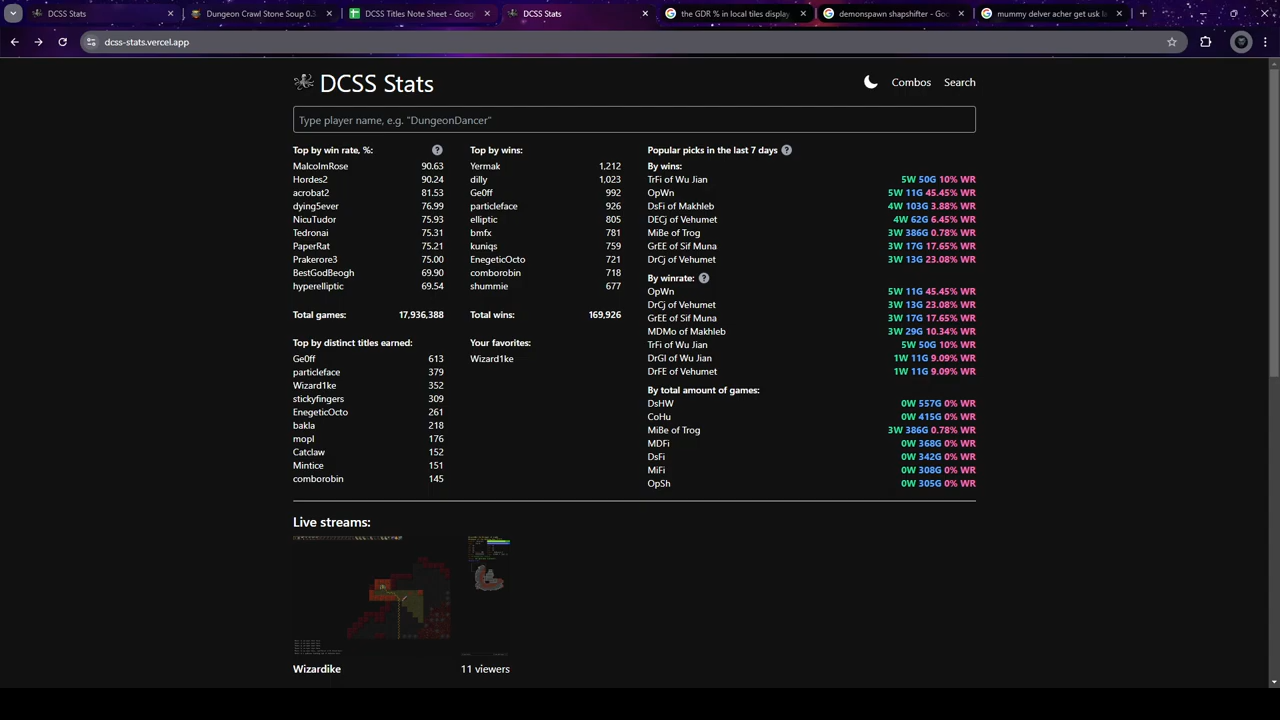 DCSS Stats
Dungeon Crawl Stone Soup 0.3
DCSS Titles Note Sheet - Goog
DCSS Stats
the GDR % in local tiles display
demonspawn shapshifter - Goo
mummy delver acher get usk la
dcss-stats.vercel.app
DCSS Stats
Combos
Search
Type player name, e.g. "DungeonDancer"
Top by win rate, %:
MalcolmRose 90.63
Hordes2 90.24
acrobat2 81.53
dying5ever 76.99
NicuTudor 75.93
Tedronai 75.31
PaperRat 75.21
Prakerore3 75.00
BestGodBeogh 69.90
hyperelliptic 69.54
Total games: 17,936,388
Top by distinct titles earned:
Ge0ff 613
particleface 379
Wizard1ke 352
stickyfingers 309
EnegeticOcto 261
bakla 218
mopl 176
Catclaw 152
Mintice 151
comborobin 145
Top by wins:
Yermak 1,212
dilly 1,023
Ge0ff 992
particleface 926
elliptic 805
bmfx 781
kuniqs 759
EnegeticOcto 721
comborobin 718
shummie 677
Total wins: 169,926
Your favorites:
Wizard1ke
Popular picks in the last 7 days
By wins:
TrFi of Wu Jian 5W 50G 10% WR
OpWn 5W 11G 45.45% WR
DsFi of Makhleb 4W 103G 3.88% WR
DECj of Vehumet 4W 62G 6.45% WR
MiBe of Trog 3W 386G 0.78% WR
GrEE of Sif Muna 3W 17G 17.65% WR
DrCj of Vehumet 3W 13G 23.08% WR
By winrate:
OpWn 5W 11G 45.45% WR
DrCj of Vehumet 3W 13G 23.08% WR
GrEE of Sif Muna 3W 17G 17.65% WR
MDMo of Makhleb 3W 29G 10.34% WR
TrFi of Wu Jian 5W 50G 10% WR
DrGl of Wu Jian 1W 11G 9.09% WR
DrFE of Vehumet 1W 11G 9.09% WR
By total amount of games:
DsHW 0W 557G 0% WR
CoHu 0W 415G 0% WR
MiBe of Trog 3W 386G 0.78% WR
MDFi 0W 368G 0% WR
DsFi 0W 342G 0% WR
MiFi 0W 308G 0% WR
OpSh 0W 305G 0% WR
Live streams:
Wizardike 11 viewers